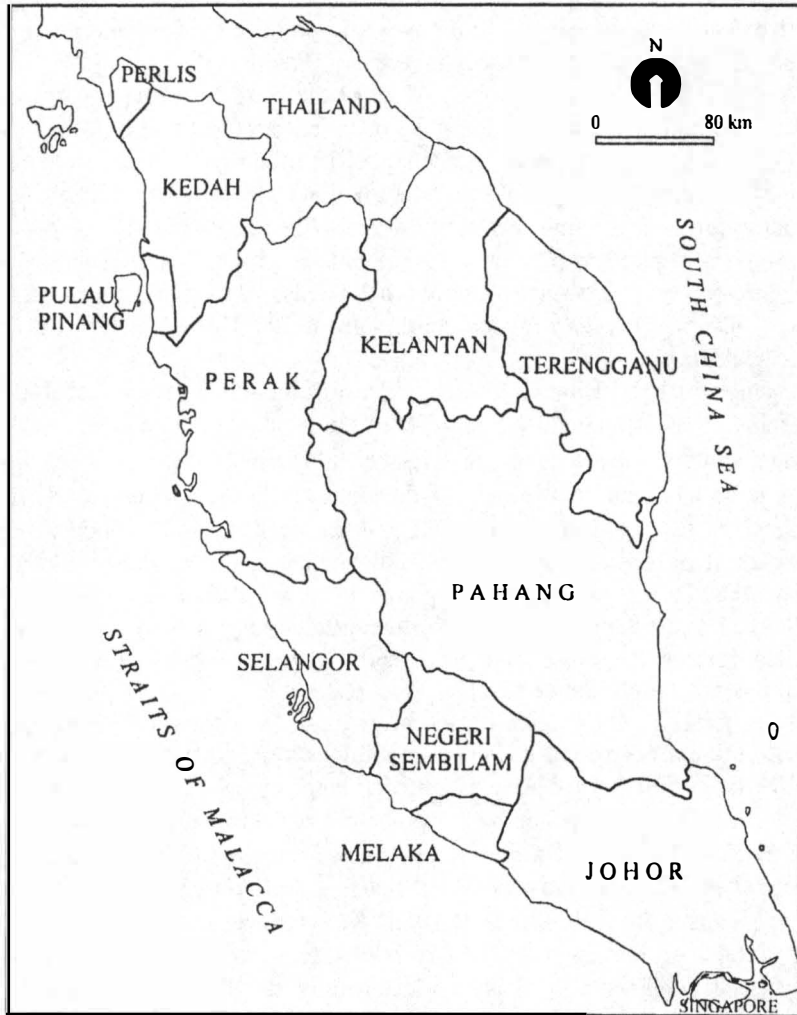 N
0 80 km
PERLIS
THAILAND
KEDAH
PULAU
PINANG
KELANTAN
TERENGGANU
PERAK
SOUTH CHINA SEA
PAHANG
SELANGOR
STRAITS OF MALACCA
NEGERI
SEMBILAM
MELAKA
JOHOR
SINGAPORE